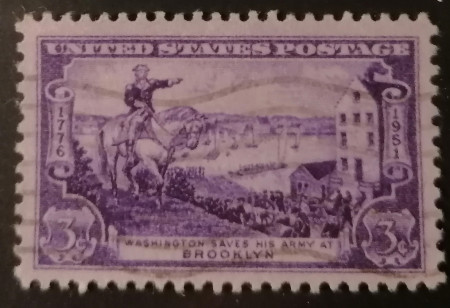 UNITED STATES POSTAGE
1776
1951
3¢ 3¢
WASHINGTON SAVES HIS ARMY AT
BROOKLYN